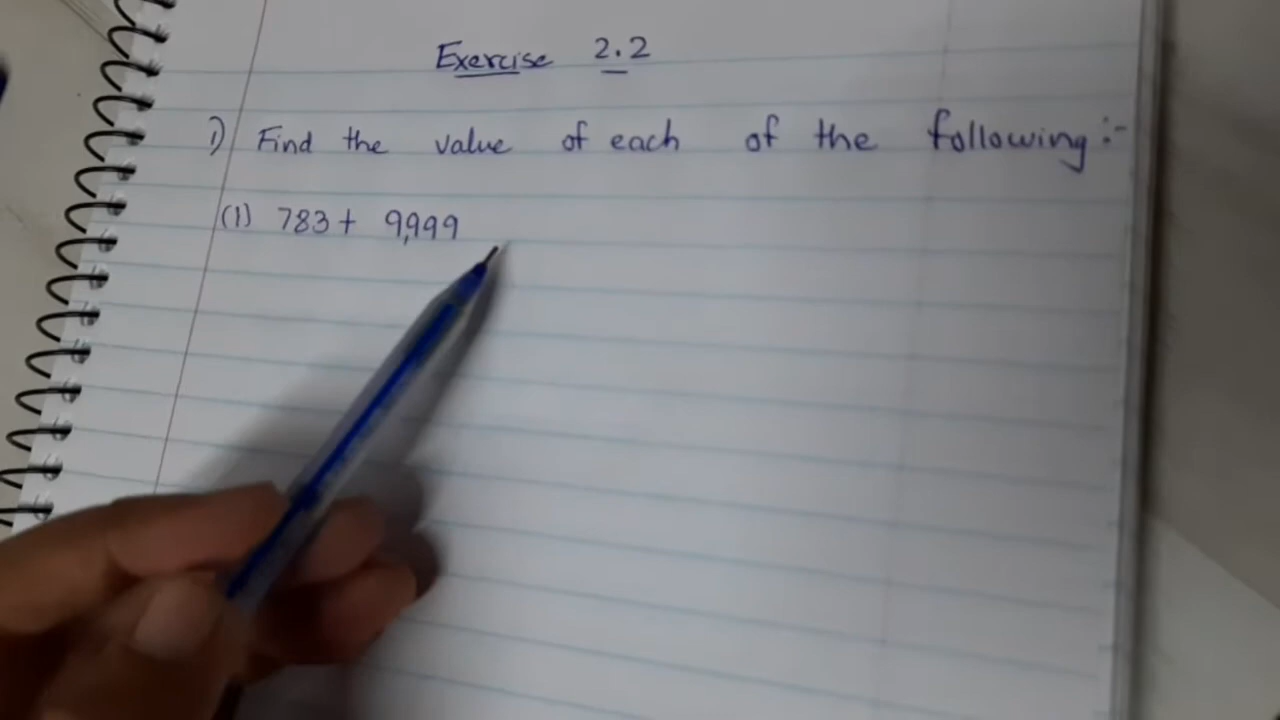 Exercise 2.2
1) Find the value of each of the following:-
(1) 783 + 9,999